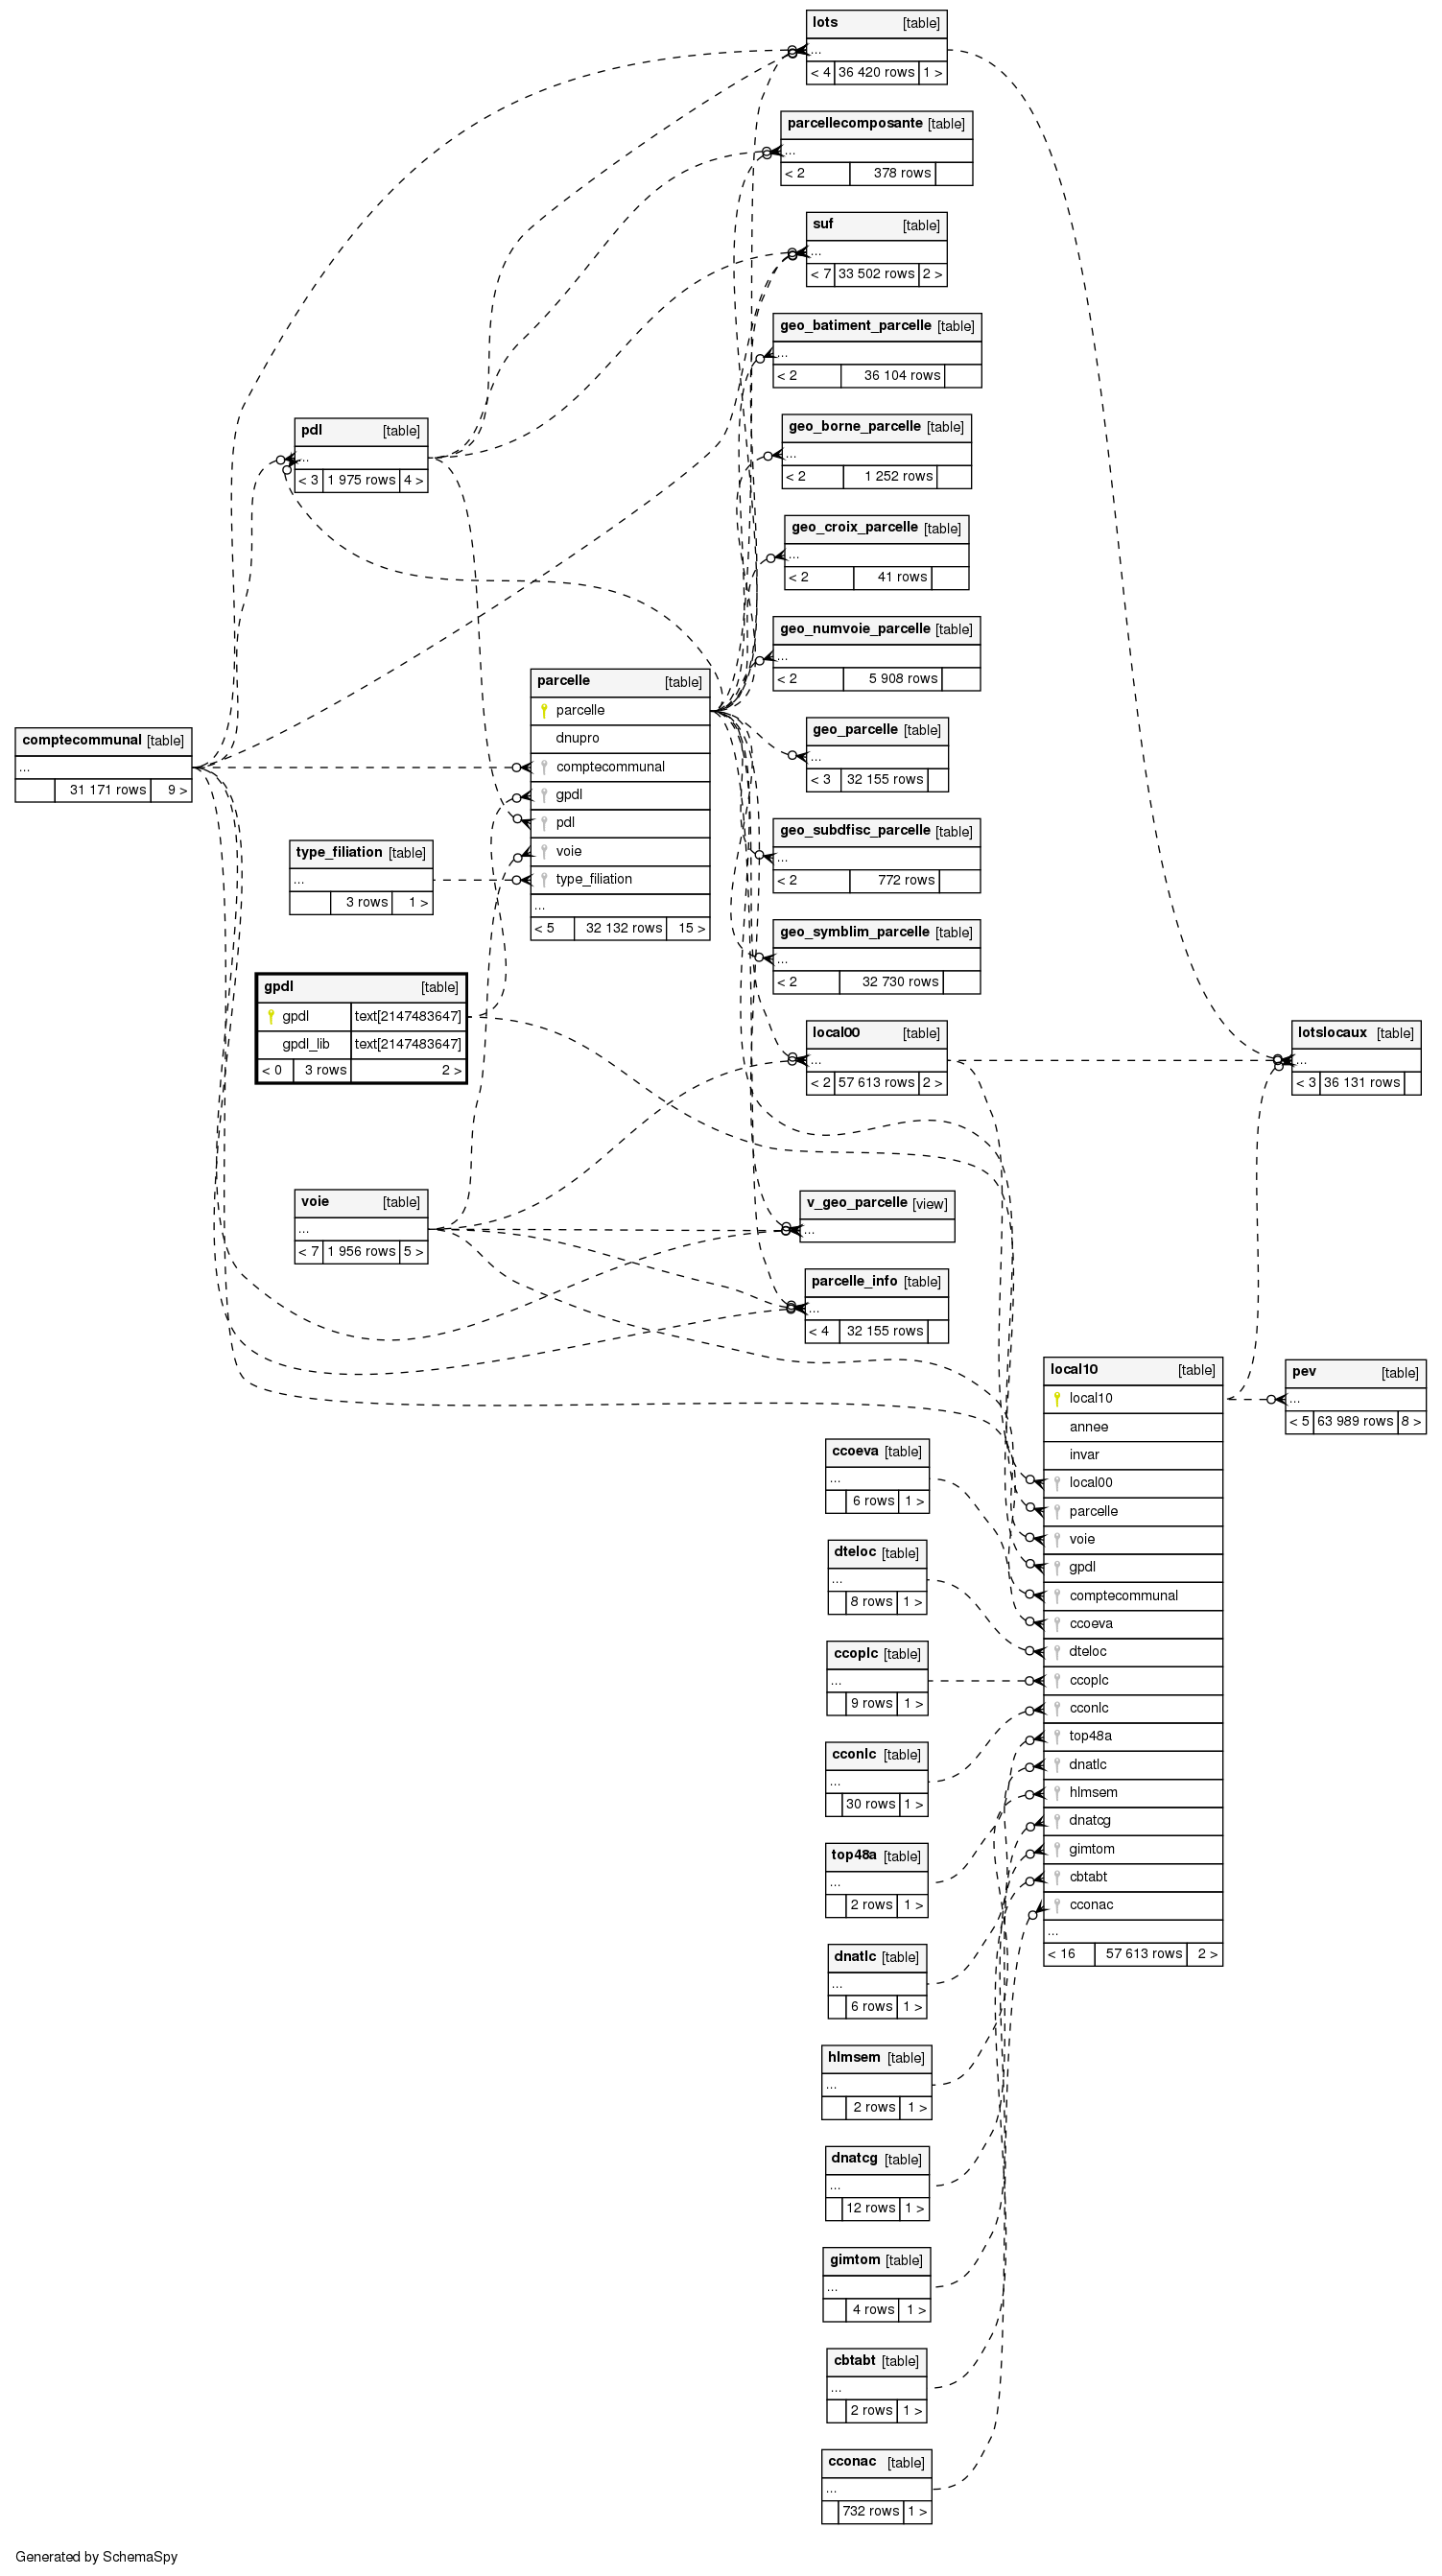 lots [table]
...
< 4 36 420 rows 1 >
parcellecomposante [table]
...
< 2 378 rows
suf [table]
...
< 7 33 502 rows 2 >
geo_batiment_parcelle [table]
...
< 2 36 104 rows
geo_borne_parcelle [table]
...
< 2 1 252 rows
geo_croix_parcelle [table]
...
< 2 41 rows
geo_numvoie_parcelle [table]
...
< 2 5 908 rows
geo_parcelle [table]
...
< 3 32 155 rows
geo_subdfisc_parcelle [table]
...
< 2 772 rows
geo_symblim_parcelle [table]
...
< 2 32 730 rows
local00 [table]
...
< 2 57 613 rows 2 >
v_geo_parcelle [view]
...
parcelle_info [table]
...
< 4 32 155 rows
pdl [table]
...
< 3 1 975 rows 4 >
parcelle [table]
parcelle
dnupro
comptecommunal
gpdl
pdl
voie
type_filiation
...
< 5 32 132 rows 15 >
comptecommunal [table]
...
31 171 rows 9 >
type_filiation [table]
...
3 rows 1 >
gpdl [table]
gpdl text[2147483647]
gpdl_lib text[2147483647]
< 0 3 rows 2 >
voie [table]
...
< 7 1 956 rows 5 >
lotslocaux [table]
...
< 3 36 131 rows
pev [table]
...
< 5 63 989 rows 8 >
local10 [table]
local10
annee
invar
local00
parcelle
voie
gpdl
comptecommunal
ccoeva
dteloc
ccoplc
cconlc
top48a
dnatlc
hlmsem
dnatcg
gimtom
cbtabt
cconac
...
< 16 57 613 rows 2 >
ccoeva [table]
...
6 rows 1 >
dteloc [table]
...
8 rows 1 >
ccoplc [table]
...
9 rows 1 >
cconlc [table]
...
30 rows 1 >
top48a [table]
...
2 rows 1 >
dnatlc [table]
...
6 rows 1 >
hlmsem [table]
...
2 rows 1 >
dnatcg [table]
...
12 rows 1 >
gimtom [table]
...
4 rows 1 >
cbtabt [table]
...
2 rows 1 >
cconac [table]
...
732 rows 1 >
Generated by SchemaSpy